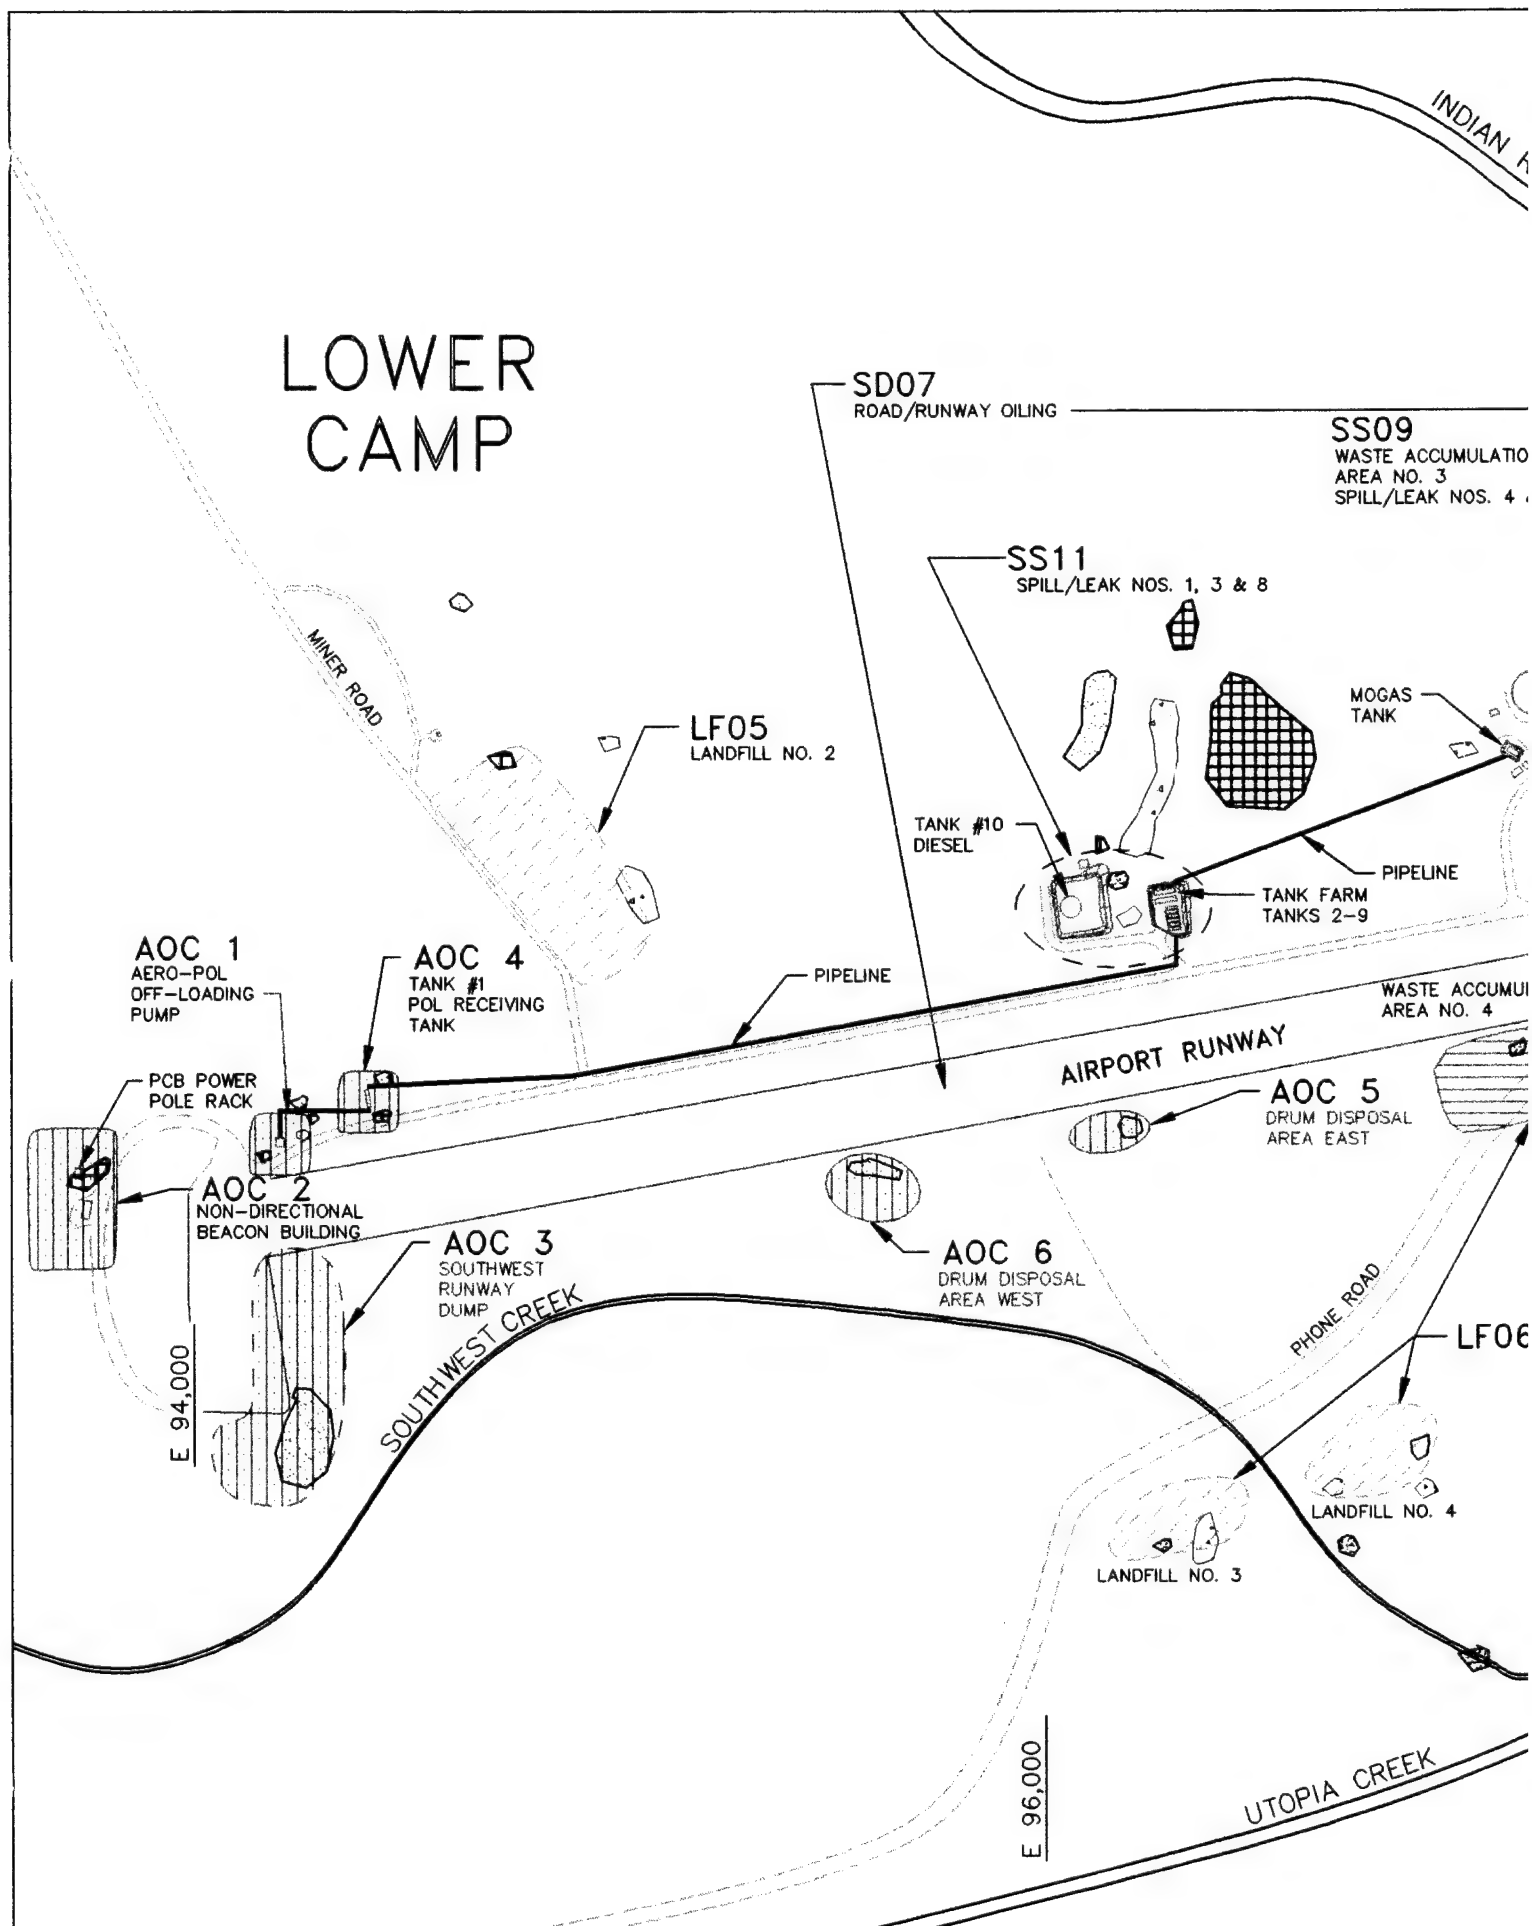 INDIAN
LOWER
CAMP
SD07
ROAD/RUNWAY OILING
SS09
WASTE ACCUMULATIO
AREA NO. 3
SPILL/LEAK NOS. 4
SS11
SPILL/LEAK NOS. 1, 3 & 8
MINER ROAD
MOGAS
TANK
LF05
LANDFILL NO. 2
TANK #10
DIESEL
PIPELINE
TANK FARM
TANKS 2-9
AOC 1
AERO-POL
OFF-LOADING
PUMP
AOC 4
TANK #1
POL RECEIVING
TANK
PIPELINE
WASTE ACCUMUL
AREA NO. 4
AIRPORT RUNWAY
PCB POWER
POLE RACK
AOC 5
DRUM DISPOSAL
AREA EAST
AOC 2
NON-DIRECTIONAL
BEACON BUILDING
AOC 3
SOUTHWEST
RUNWAY
DUMP
AOC 6
DRUM DISPOSAL
AREA WEST
SOUTHWEST CREEK
PHONE ROAD
LF06
E 94,000
LANDFILL NO. 4
LANDFILL NO. 3
E 96,000
UTOPIA CREEK